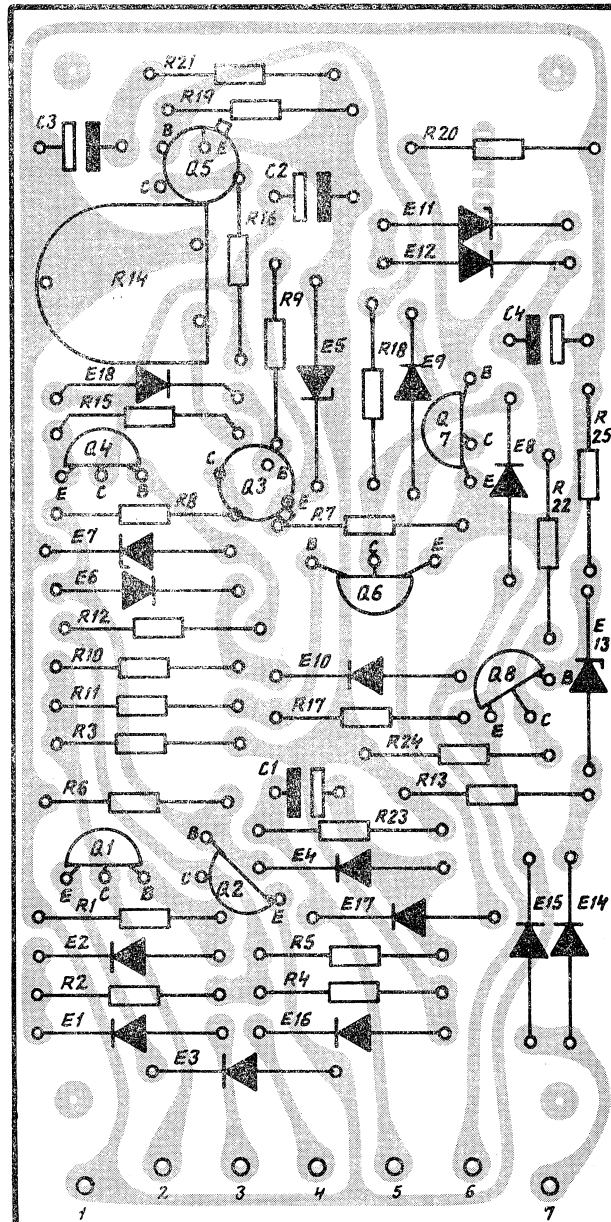 R21
R19
C3
B
E
Q5
C
C2
R20
R16
E11
E12
R14
R9
E5
R18
E9
C4
E18
R15
B
Q
7
C
E
Q4
E C B
C
Q3
B
E
E8
R
22
R
25
R8
R7
E7
B C E
Q6
E6
R12
R10
E10
Q8
B
E C
E
13
R11
R17
R3
R24
C1
R13
R6
R23
Q1
E C B
B
C
Q2
E
E4
R1
E17
E15
E14
E2
R5
R2
R4
E1
E16
E3
1 2 3 4 5 6 7